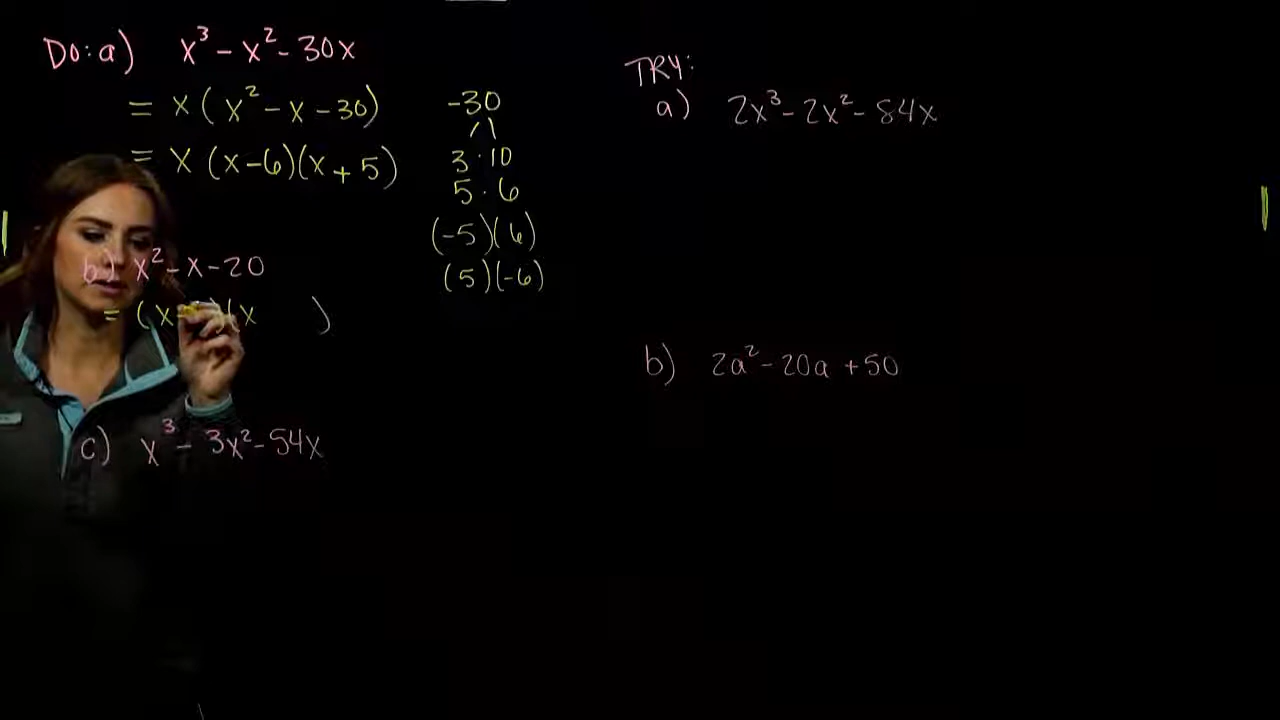 DO: a) x³ - x² - 30x
= x(x² - x - 30)
= x(x-6)(x+5)
-30
3 · 10
5 · 6
(-5)(6)
(5)(-6)
b) x² - x - 20
= (x- )(x )
c) x³ - 3x² - 54x
TRY:
a) 2x³ - 2x² - 84x
b) 2a² - 20a + 50